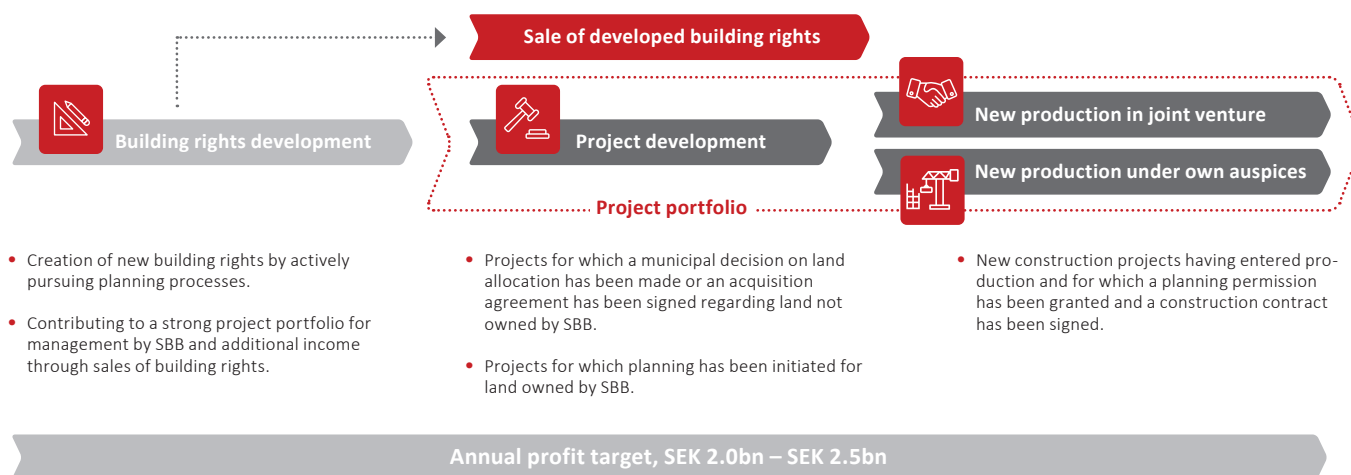 Sale of developed building rights
Building rights development
Project development
New production in joint venture
New production under own auspices
Project portfolio
• Creation of new building rights by actively
pursuing planning processes.
• Contributing to a strong project portfolio for
management by SBB and additional income
through sales of building rights.
• Projects for which a municipal decision on land
allocation has been made or an acquisition
agreement has been signed regarding land not
owned by SBB.
• Projects for which planning has been initiated for
land owned by SBB.
• New construction projects having entered pro-
duction and for which a planning permission
has been granted and a construction contract
has been signed.
Annual profit target, SEK 2.0bn – SEK 2.5bn